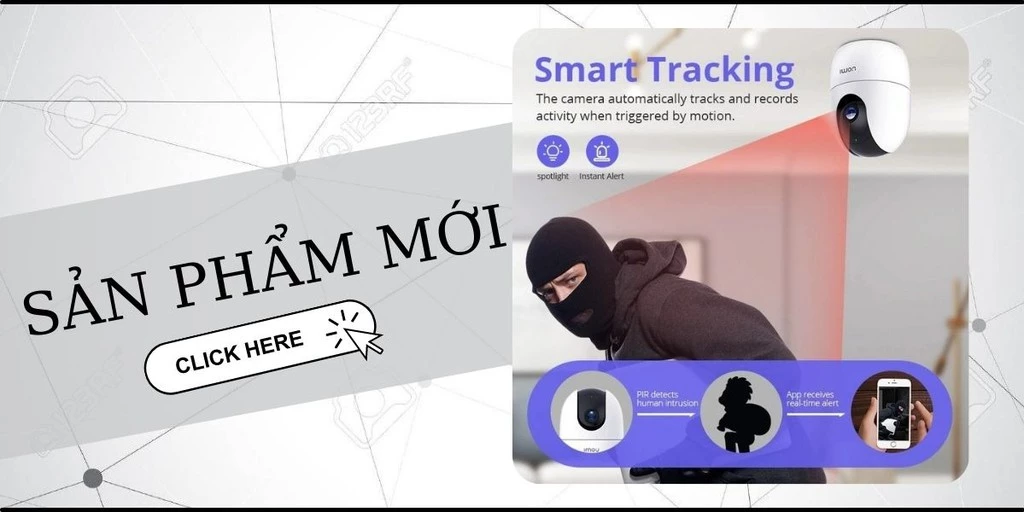 SẢN PHẨM MỚI
CLICK HERE
Smart Tracking
The camera automatically tracks and records
activity when triggered by motion.
spotlight
Instant Alert
imou
PIR detects
human intrusion
App receives
real-time alert
imou
123RF
123RF